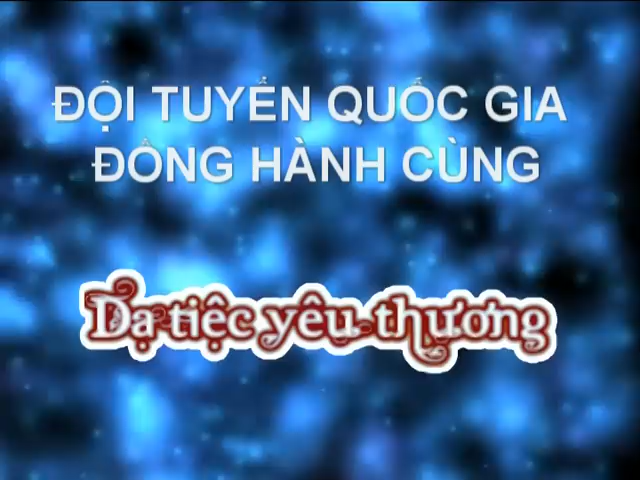 ĐỘI TUYỂN QUỐC GIA
ĐỒNG HÀNH CÙNG
Dạ tiệc yêu thương